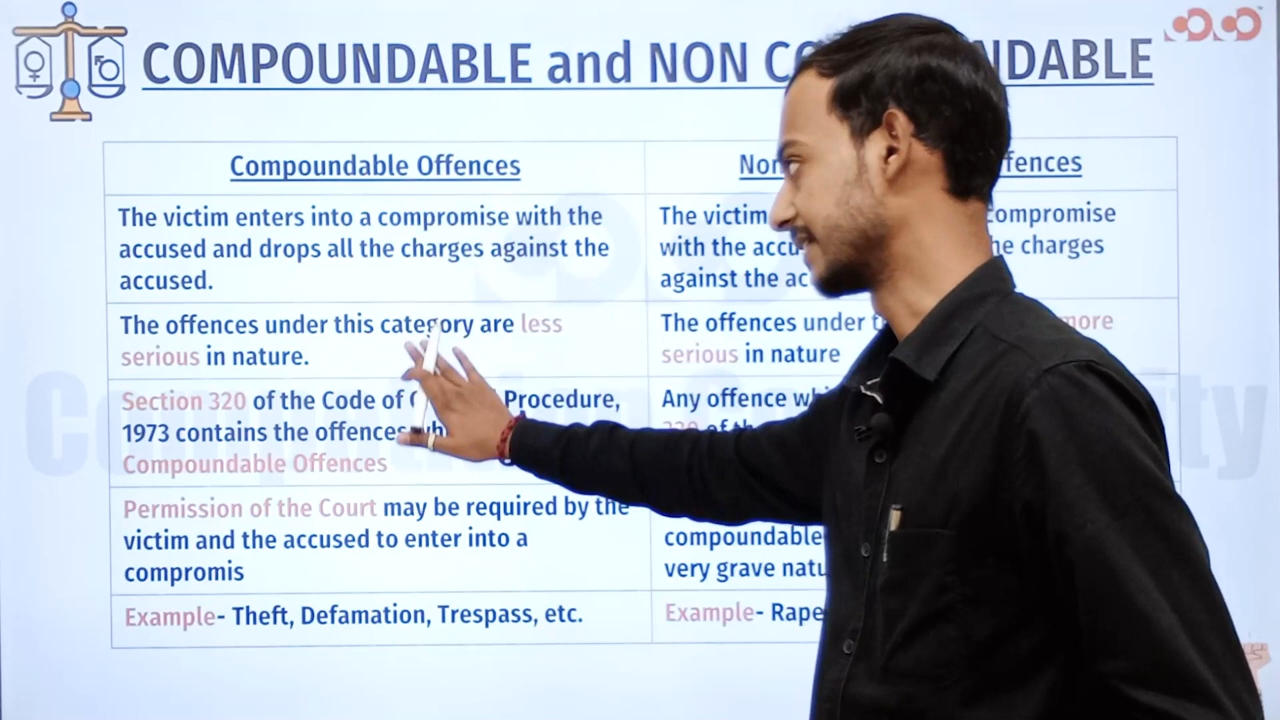 COMPOUNDABLE and NON C NDABLE
Compoundable Offences
The victim enters into a compromise with the
accused and drops all the charges against the
accused.
The offences under this category are less
serious in nature.
Section 320 of the Code of Procedure,
1973 contains the offences
Compoundable Offences
Permission of the Court may be required by the
victim and the accused to enter into a
compromis
Example- Theft, Defamation, Trespass, etc.
Non fences
The victim compromise
with the accu he charges
against the ac
The offences under more
serious in nature
Any offence wh
320 of
compoundable
very grave natu
Example- Rape